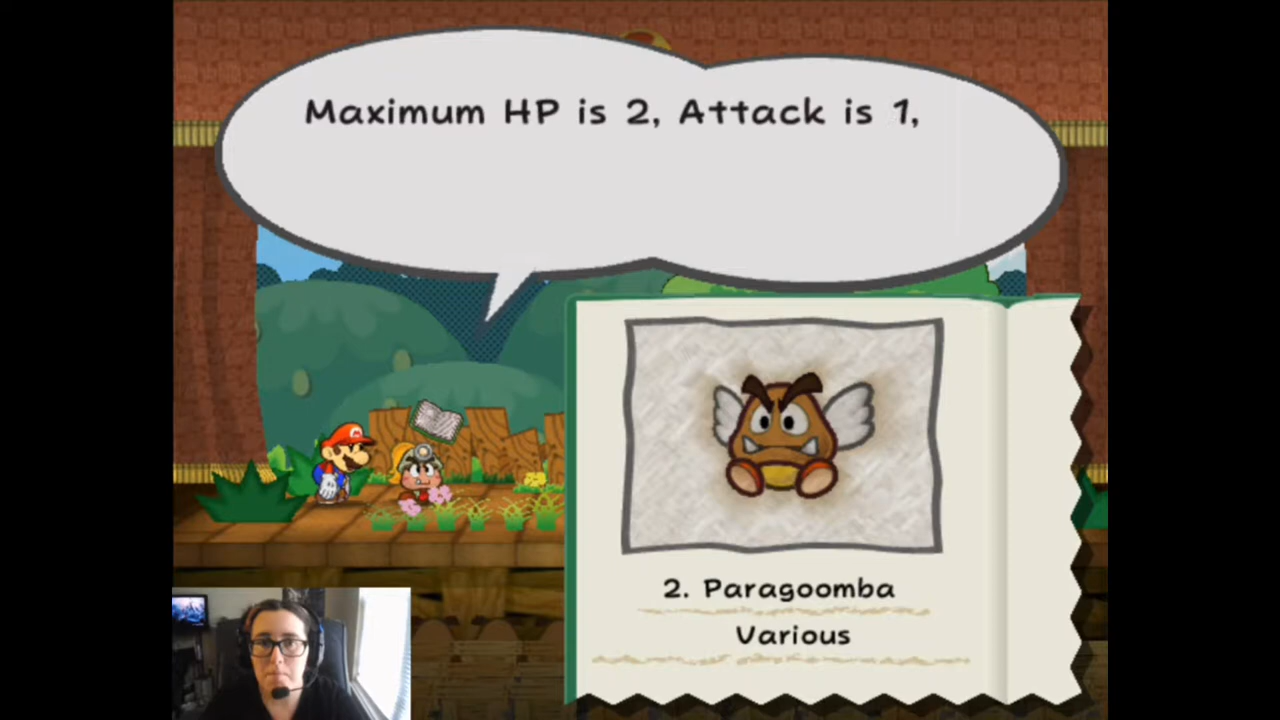 Maximum HP is 2, Attack is 1,
2. Paragoomba
Various